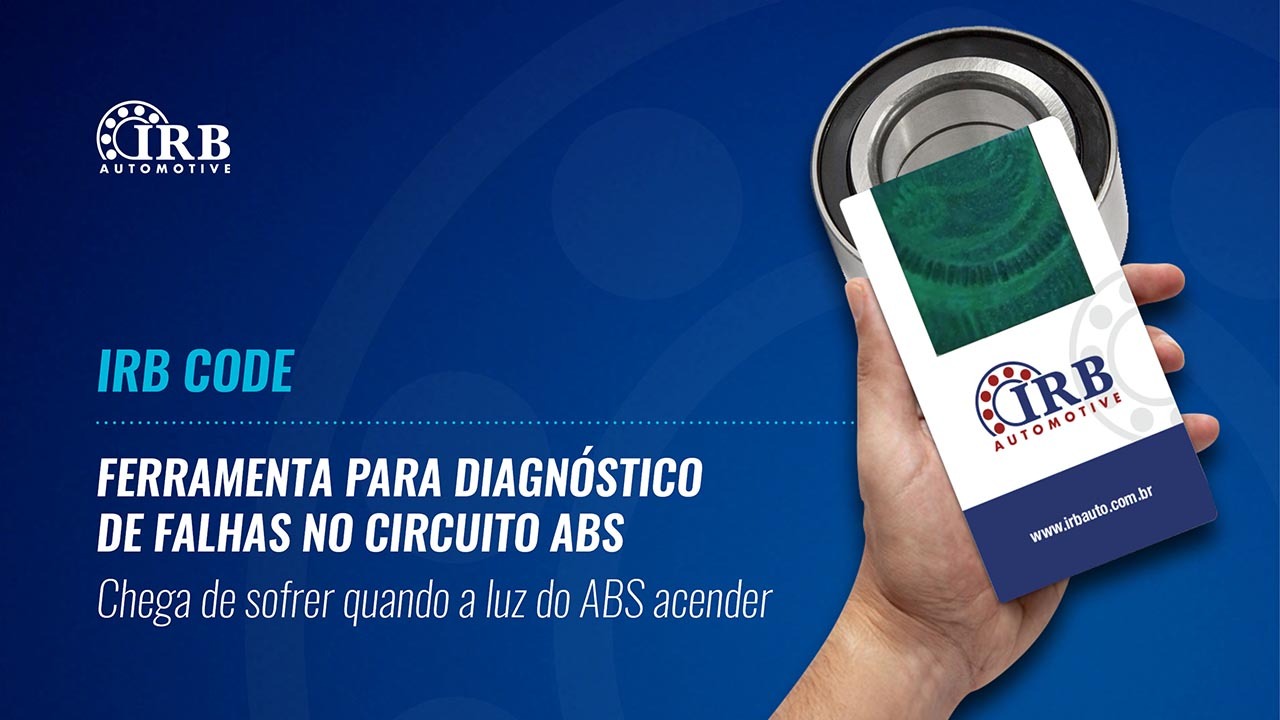 IRB
AUTOMOTIVE
IRB CODE
FERRAMENTA PARA DIAGNÓSTICO
DE FALHAS NO CIRCUITO ABS
Chega de sofrer quando a luz do ABS acender
IRB
AUTOMOTIVE
www.irbauto.com.br